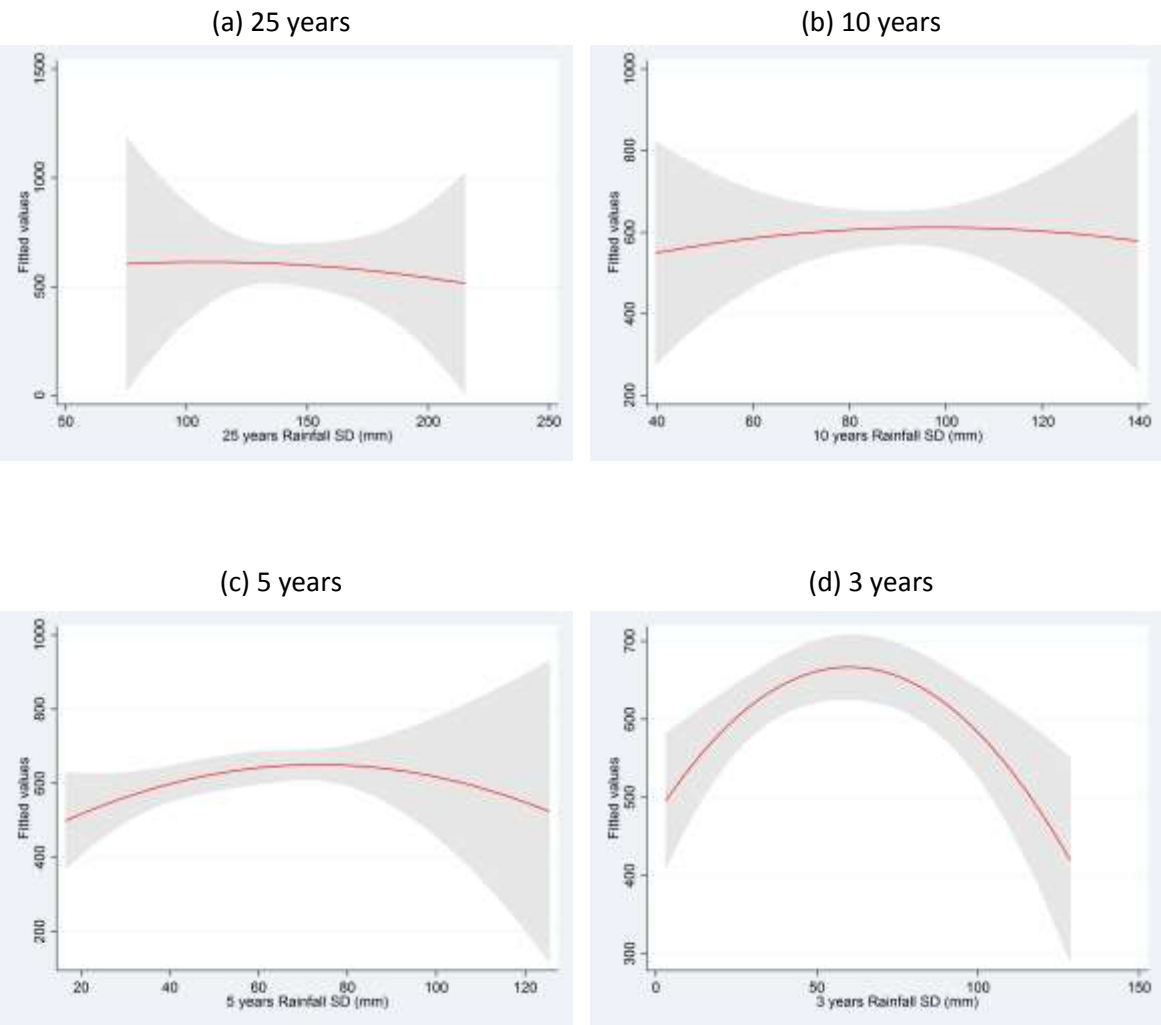 (a) 25 years
Fitted values
1500
1000
500
0
50 100 150 200 250
25 years Rainfall SD (mm)
(b) 10 years
Fitted values
1000
800
600
400
200
40 60 80 100 120 140
10 years Rainfall SD (mm)
(c) 5 years
Fitted values
1000
800
600
400
200
20 40 60 80 100 120
5 years Rainfall SD (mm)
(d) 3 years
Fitted values
700
600
500
400
300
0 50 100 150
3 years Rainfall SD (mm)